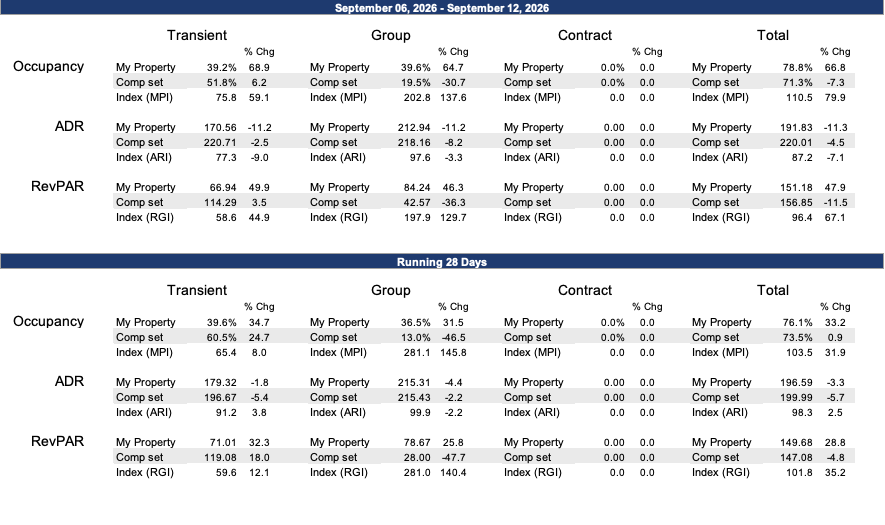 September 06, 2026 - September 12, 2026
Transient Group Contract Total
% Chg % Chg % Chg % Chg
Occupancy My Property 39.2% 68.9 My Property 39.6% 64.7 My Property 0.0% 0.0 My Property 78.8% 66.8
Comp set 51.8% 6.2 Comp set 19.5% -30.7 Comp set 0.0% 0.0 Comp set 71.3% -7.3
Index (MPI) 75.8 59.1 Index (MPI) 202.8 137.6 Index (MPI) 0.0 0.0 Index (MPI) 110.5 79.9
ADR My Property 170.56 -11.2 My Property 212.94 -11.2 My Property 0.00 0.0 My Property 191.83 -11.3
Comp set 220.71 -2.5 Comp set 218.16 -8.2 Comp set 0.00 0.0 Comp set 220.01 -4.5
Index (ARI) 77.3 -9.0 Index (ARI) 97.6 -3.3 Index (ARI) 0.0 0.0 Index (ARI) 87.2 -7.1
RevPAR My Property 66.94 49.9 My Property 84.24 46.3 My Property 0.00 0.0 My Property 151.18 47.9
Comp set 114.29 3.5 Comp set 42.57 -36.3 Comp set 0.00 0.0 Comp set 156.85 -11.5
Index (RGI) 58.6 44.9 Index (RGI) 197.9 129.7 Index (RGI) 0.0 0.0 Index (RGI) 96.4 67.1
Running 28 Days
Transient Group Contract Total
% Chg % Chg % Chg % Chg
Occupancy My Property 39.6% 34.7 My Property 36.5% 31.5 My Property 0.0% 0.0 My Property 76.1% 33.2
Comp set 60.5% 24.7 Comp set 13.0% -46.5 Comp set 0.0% 0.0 Comp set 73.5% 0.9
Index (MPI) 65.4 8.0 Index (MPI) 281.1 145.8 Index (MPI) 0.0 0.0 Index (MPI) 103.5 31.9
ADR My Property 179.32 -1.8 My Property 215.31 -4.4 My Property 0.00 0.0 My Property 196.59 -3.3
Comp set 196.67 -5.4 Comp set 215.43 -2.2 Comp set 0.00 0.0 Comp set 199.99 -5.7
Index (ARI) 91.2 3.8 Index (ARI) 99.9 -2.2 Index (ARI) 0.0 0.0 Index (ARI) 98.3 2.5
RevPAR My Property 71.01 32.3 My Property 78.67 25.8 My Property 0.00 0.0 My Property 149.68 28.8
Comp set 119.08 18.0 Comp set 28.00 -47.7 Comp set 0.00 0.0 Comp set 147.08 -4.8
Index (RGI) 59.6 12.1 Index (RGI) 281.0 140.4 Index (RGI) 0.0 0.0 Index (RGI) 101.8 35.2